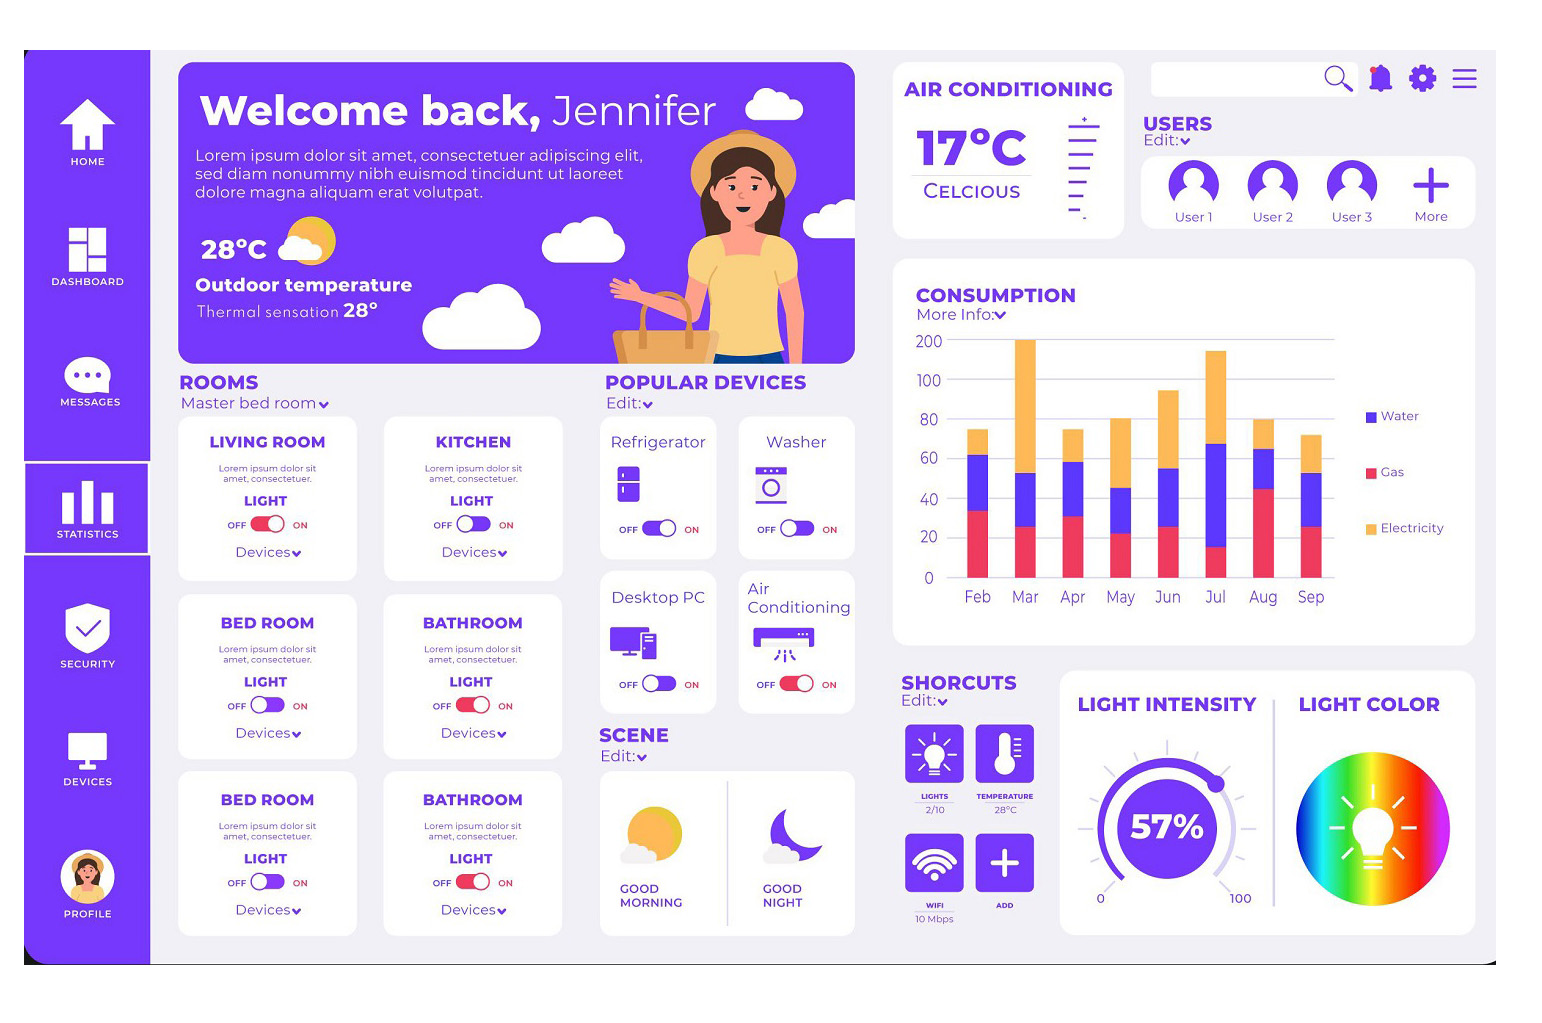 HOME
DASHBOARD
MESSAGES
STATISTICS
SECURITY
DEVICES
PROFILE
Welcome back, Jennifer
Lorem ipsum dolor sit amet, consectetuer adipiscing elit,
sed diam nonummy nibh euismod tincidunt ut laoreet
dolore magna aliquam erat volutpat.
28°C
Outdoor temperature
Thermal sensation 28°
ROOMS
Master bed room
LIVING ROOM
Lorem ipsum dolor sit
amet, consectetuer.
LIGHT
OFF ON
Devices
KITCHEN
Lorem ipsum dolor sit
amet, consectetuer.
LIGHT
OFF ON
Devices
BED ROOM
Lorem ipsum dolor sit
amet, consectetuer.
LIGHT
OFF ON
Devices
BATHROOM
Lorem ipsum dolor sit
amet, consectetuer.
LIGHT
OFF ON
Devices
BED ROOM
Lorem ipsum dolor sit
amet, consectetuer.
LIGHT
OFF ON
Devices
BATHROOM
Lorem ipsum dolor sit
amet, consectetuer.
LIGHT
OFF ON
Devices
POPULAR DEVICES
Edit:
Refrigerator
OFF ON
Washer
OFF ON
Desktop PC
OFF ON
Air
Conditioning
OFF ON
SCENE
Edit:
GOOD
MORNING
GOOD
NIGHT
AIR CONDITIONING
17°C
CELCIOUS
+
-
USERS
Edit:
User 1
User 2
User 3
More
CONSUMPTION
More Info:
200
100
80
60
40
20
0
Feb Mar Apr May Jun Jul Aug Sep
Water
Gas
Electricity
SHORCUTS
Edit:
LIGHTS
2/10
TEMPERATURE
28°C
WIFI
10 Mbps
ADD
LIGHT INTENSITY
57%
0
100
LIGHT COLOR